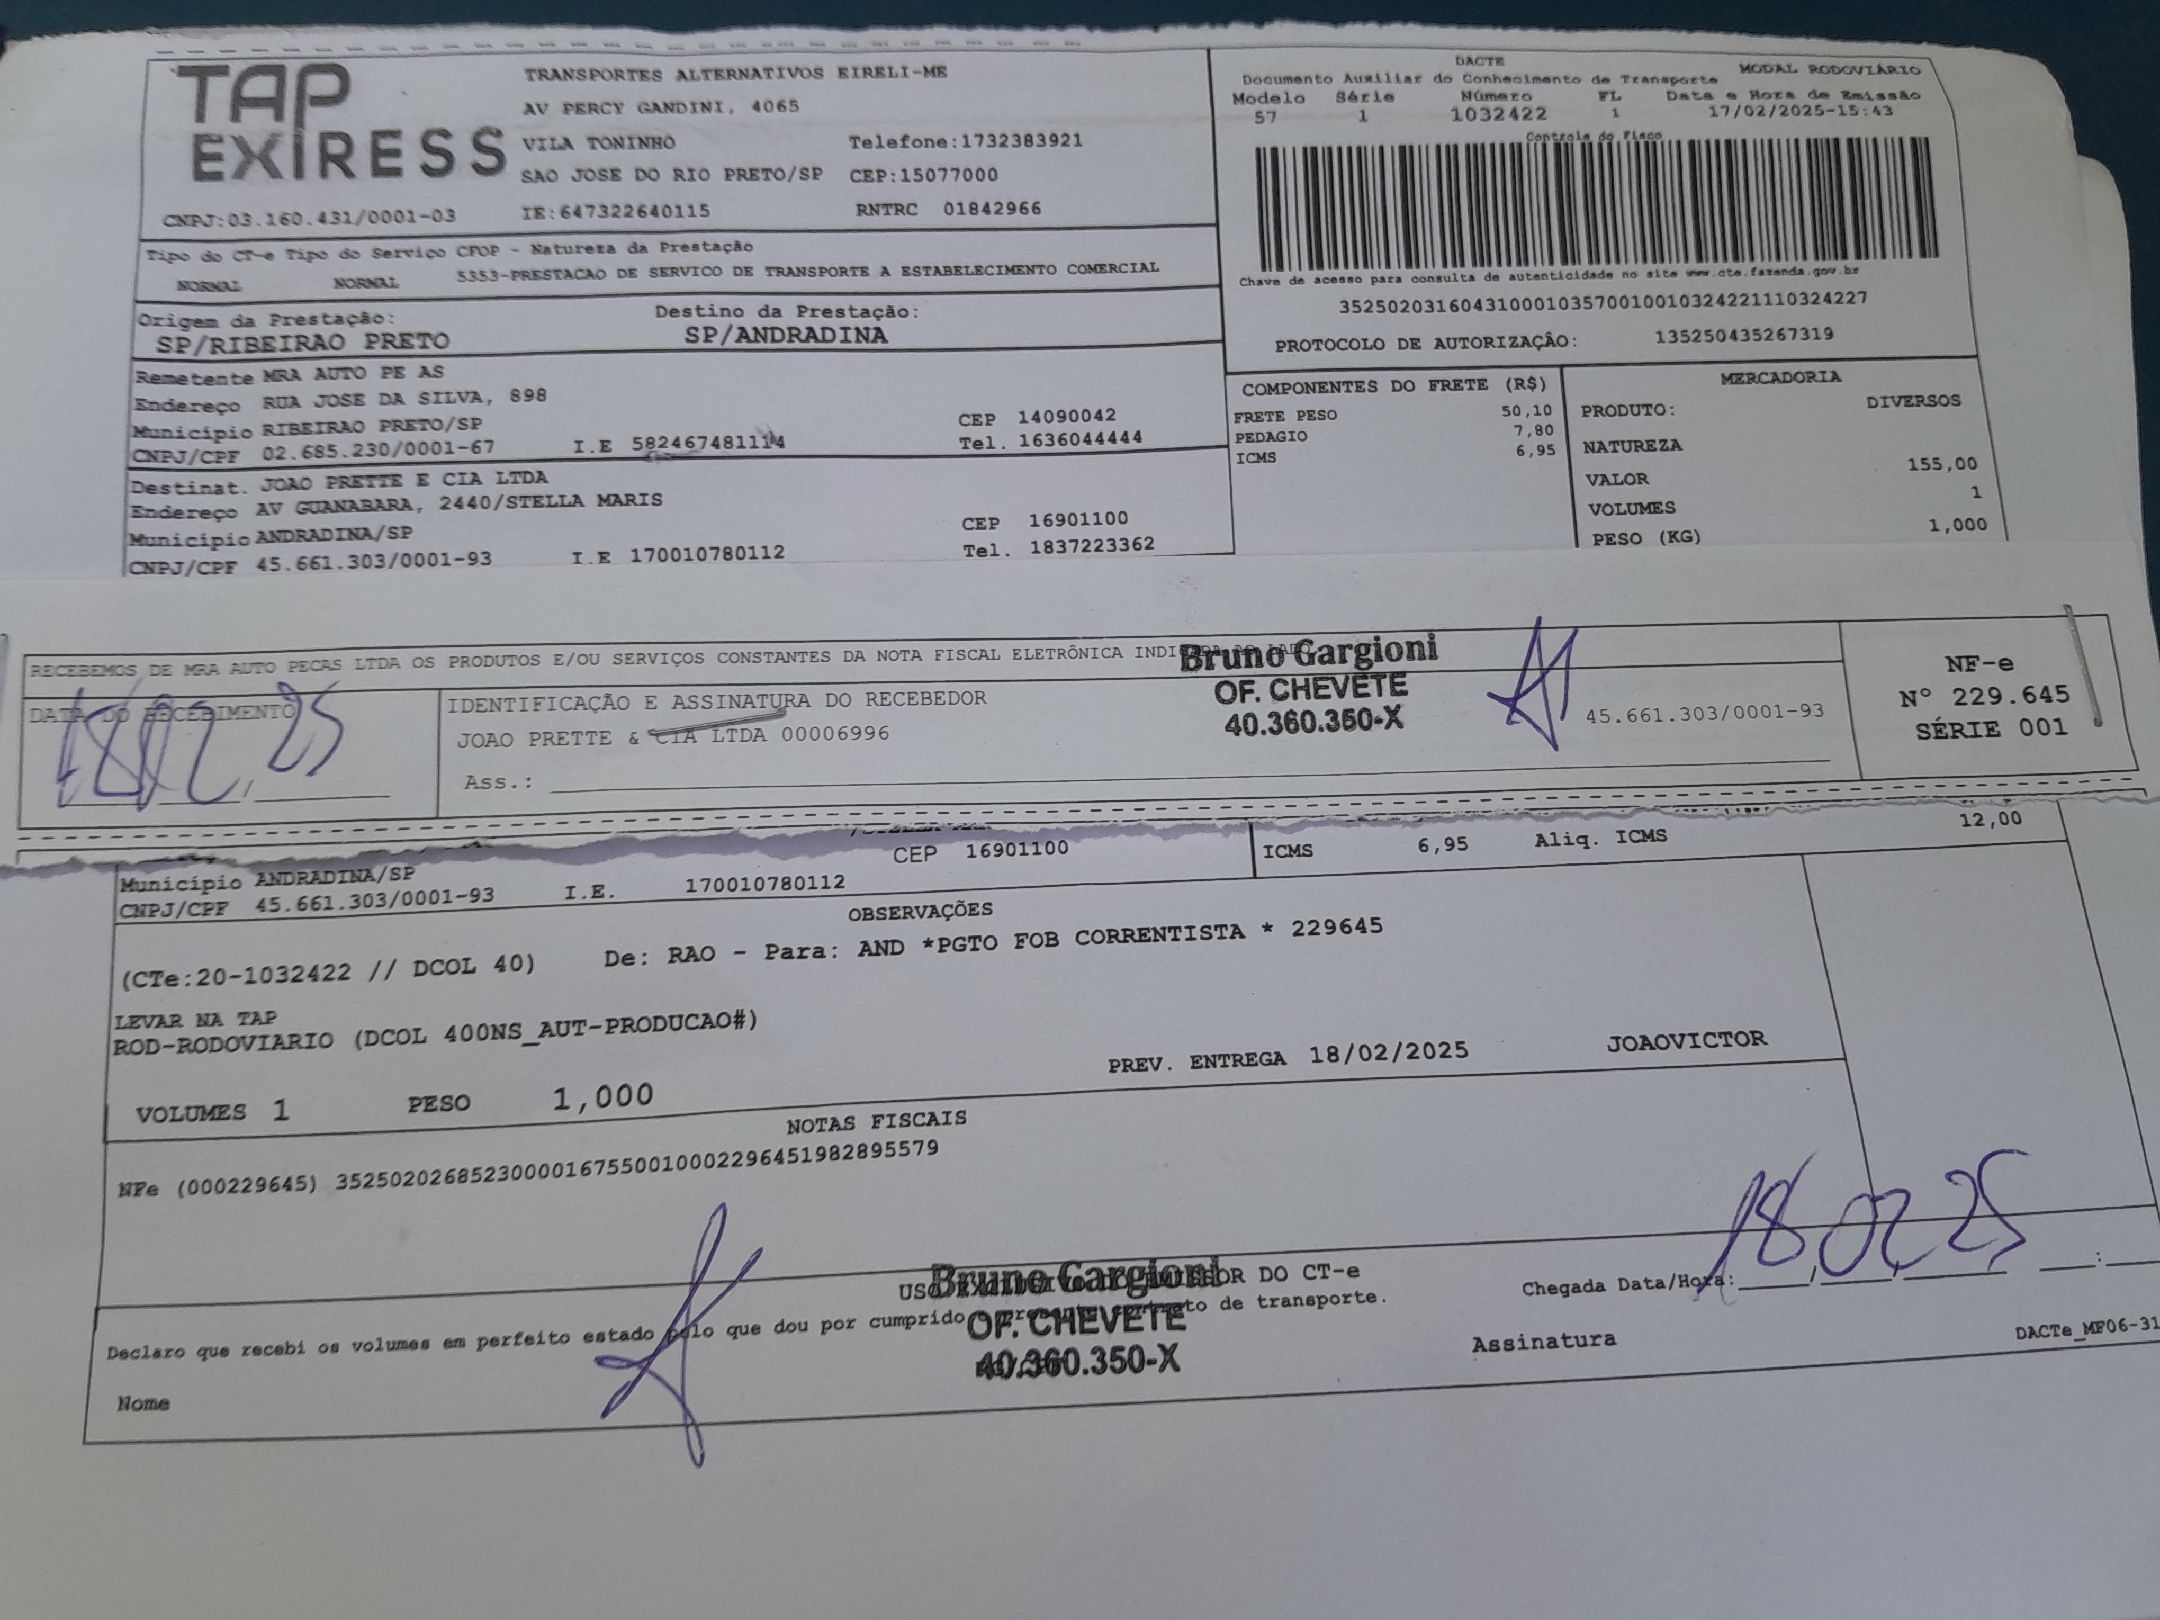 TAP
EXIRESS
TRANSPORTES ALTERNATIVOS EIRELI-ME
AV PERCY GANDINI, 4065
VILA TONINHO Telefone:1732383921
SAO JOSE DO RIO PRETO/SP CEP:15077000
CNPJ:03.160.431/0001-03 IE:647322640115 RNTRC 01842966
DACTE
Documento Auxiliar do Conhecimento de Transporte MODAL RODOVIÁRIO
Modelo Série Número FL Data e Hora de Emissão
57 1 1032422 1 17/02/2025-15:43
Controle do Fisco
Chave de acesso para consulta de autenticidade no site www.cte.fazenda.gov.br
35250203160431000103570010010324221110324227
PROTOCOLO DE AUTORIZAÇÃO: 135250435267319
Tipo do CT-e Tipo do Serviço CFOP - Natureza da Prestação
NORMAL NORMAL 5353-PRESTACAO DE SERVICO DE TRANSPORTE A ESTABELECIMENTO COMERCIAL
Origem da Prestação: Destino da Prestação:
SP/RIBEIRAO PRETO SP/ANDRADINA
Remetente MRA AUTO PE AS
Endereço RUA JOSE DA SILVA, 898
Município RIBEIRAO PRETO/SP CEP 14090042
CNPJ/CPF 02.685.230/0001-67 I.E 582467481114 Tel. 1636044444
Destinat. JOAO PRETTE E CIA LTDA
Endereço AV GUANABARA, 2440/STELLA MARIS
Município ANDRADINA/SP CEP 16901100
CNPJ/CPF 45.661.303/0001-93 I.E 170010780112 Tel. 1837223362
COMPONENTES DO FRETE (R$)
FRETE PESO 50,10
PEDAGIO 7,80
ICMS 6,95
MERCADORIA
PRODUTO: DIVERSOS
NATUREZA
VALOR 155,00
VOLUMES 1
PESO (KG) 1,000
RECEBEMOS DE MRA AUTO PECAS LTDA OS PRODUTOS E/OU SERVIÇOS CONSTANTES DA NOTA FISCAL ELETRÔNICA
Bruno Gargioni
OF. CHEVETE
40.360.350-X
DATA DO RECEBIMENTO
18 02 25
IDENTIFICAÇÃO E ASSINATURA DO RECEBEDOR
JOAO PRETTE & CIA LTDA 00006996 45.661.303/0001-93
Ass.:
NF-e
N° 229.645
SÉRIE 001
CEP 16901100 ICMS 6,95 Aliq. ICMS 12,00
Município ANDRADINA/SP
CNPJ/CPF 45.661.303/0001-93 I.E. 170010780112
OBSERVAÇÕES
(CTe:20-1032422 // DCOL 40) De: RAO - Para: AND *PGTO FOB CORRENTISTA * 229645
LEVAR NA TAP
ROD-RODOVIARIO (DCOL 400NS_AUT-PRODUCAO#)
PREV. ENTREGA 18/02/2025 JOAOVICTOR
VOLUMES 1 PESO 1,000
NOTAS FISCAIS
NFe (000229645) 35250202685230000167550010002296451982895579
DO CT-e
Bruno Gargioni
OF. CHEVETE
40.360.350-X
Declaro que recebi os volumes em perfeito estado pelo que dou por cumprido de transporte.
Chegada Data/Hora: 18 02 25
Nome Assinatura
DACTe_MF06-31